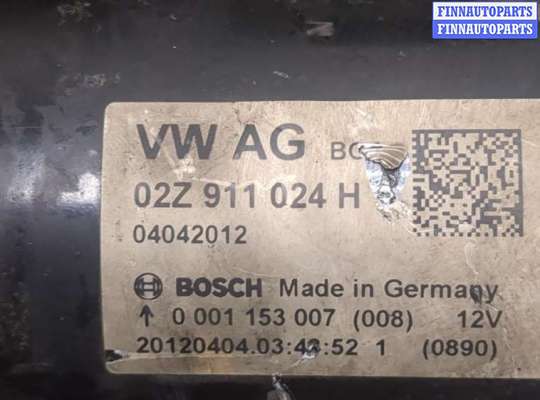 FINNAUTOPARTS
FINNAUTOPARTS
VW AG
02Z 911 024 H
04042012
BOSCH Made in Germany
↑ 0 001 153 007 (008) 12V
20120404.03:43:52 1 (0890)